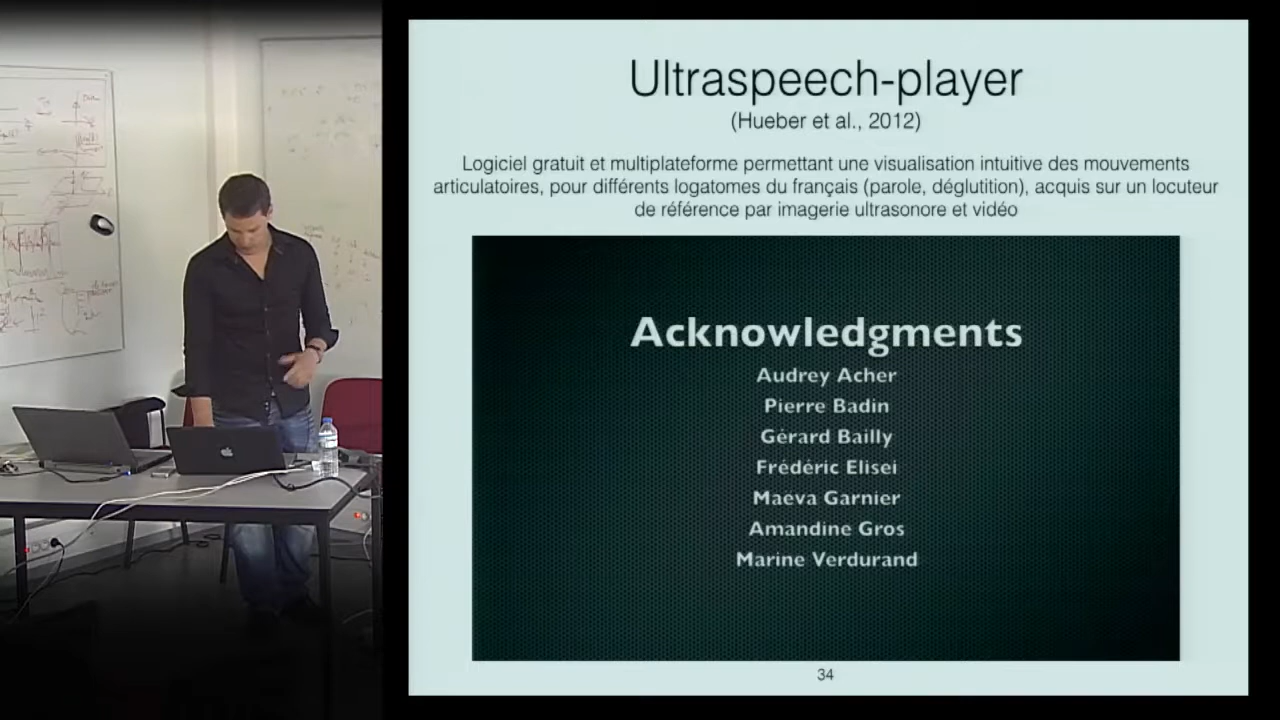 Ultraspeech-player
(Hueber et al., 2012)
Logiciel gratuit et multiplateforme permettant une visualisation intuitive des mouvements
articulatoires, pour différents logatomes du français (parole, déglutition), acquis sur un locuteur
de référence par imagerie ultrasonore et vidéo
Acknowledgments
Audrey Acher
Pierre Badin
Gérard Bailly
Frédéric Elisei
Maeva Garnier
Amandine Gros
Marine Verdurand
34